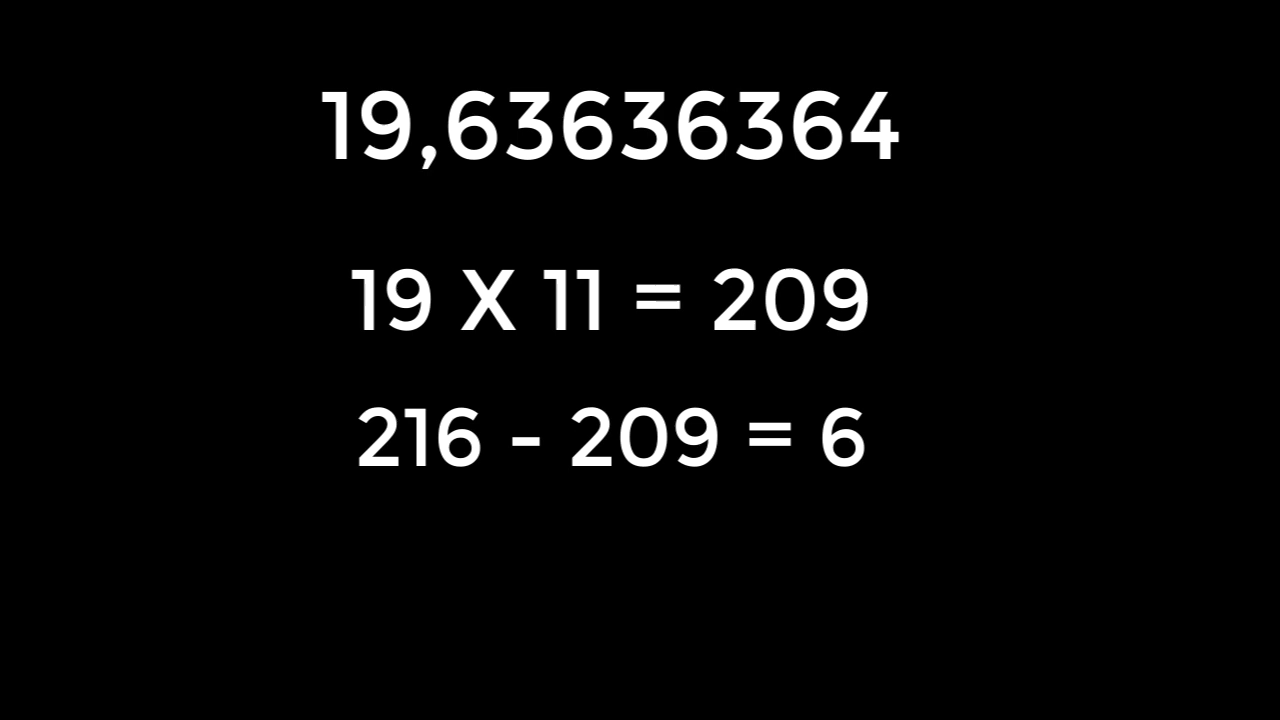 19,63636364
19 X 11 = 209
216 - 209 = 6